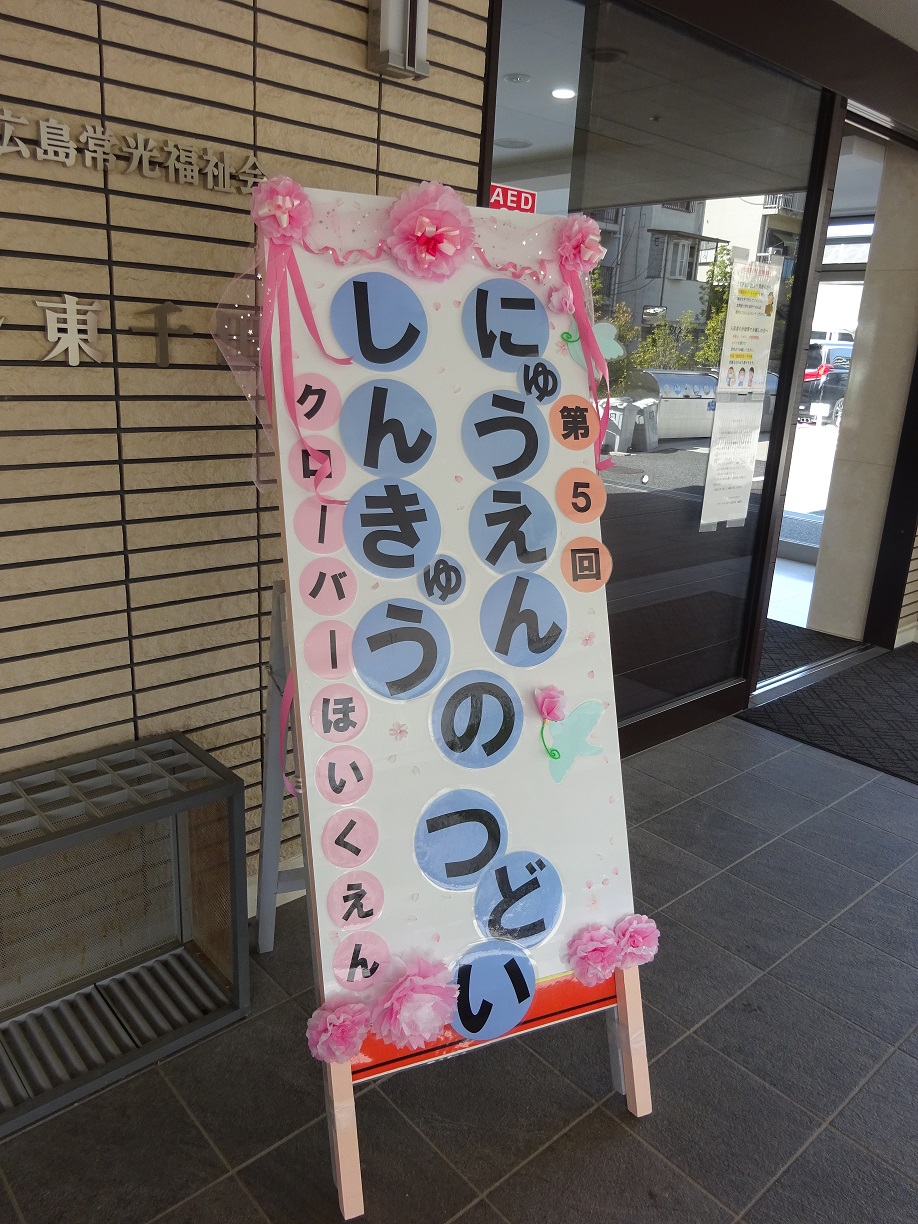 広島常光福祉会
東千
AED
第5回
にゅうえんのつどい
しんきゅう
クローバーほいくえん